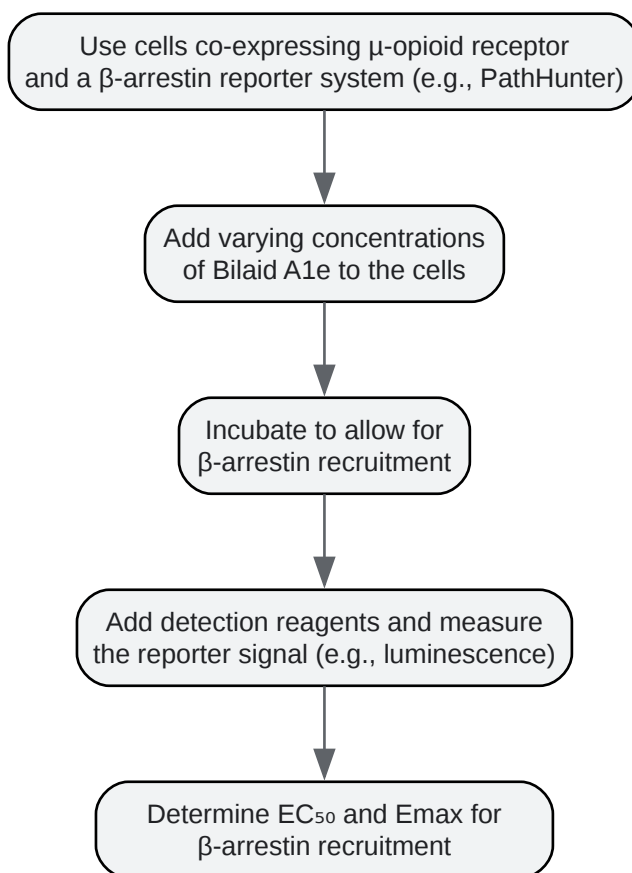 Use cells co-expressing µ-opioid receptor
and a β-arrestin reporter system (e.g., PathHunter)
Add varying concentrations
of Bilaid A1e to the cells
Incubate to allow for
β-arrestin recruitment
Add detection reagents and measure
the reporter signal (e.g., luminescence)
Determine EC₅₀ and Emax for
β-arrestin recruitment